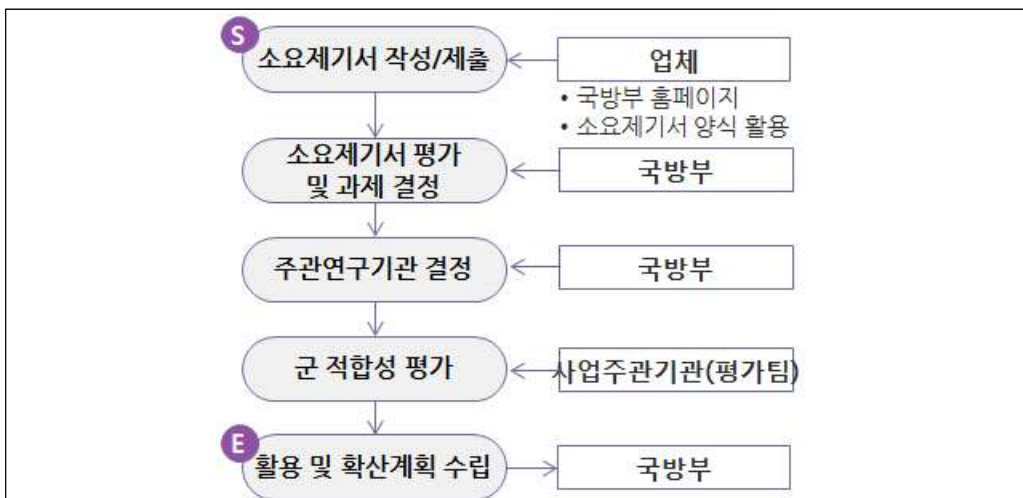 S
소요제기서 작성/제출
업체
• 국방부 홈페이지
• 소요제기서 양식 활용
소요제기서 평가
및 과제 결정
국방부
주관연구기관 결정
국방부
군 적합성 평가
사업주관기관(평가팀)
E
활용 및 확산계획 수립
국방부